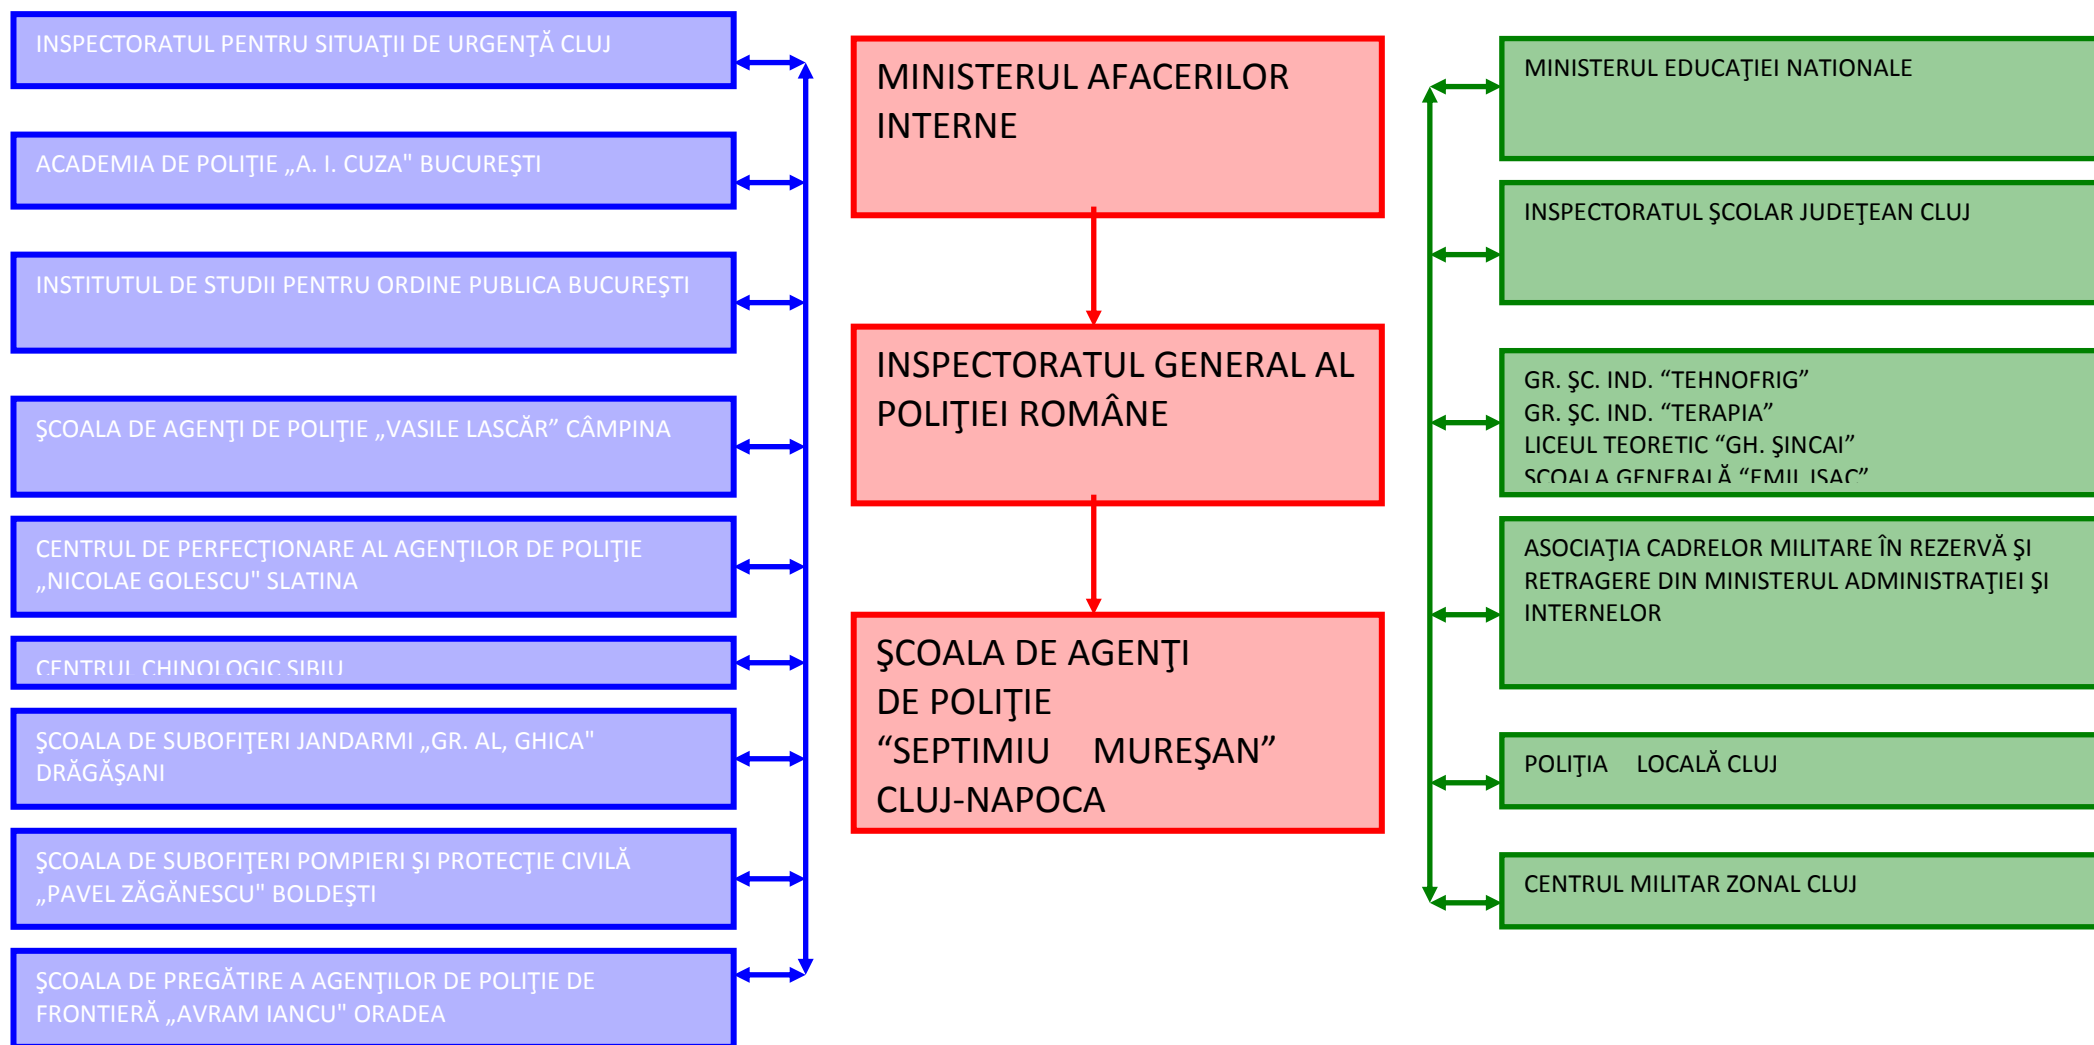 INSPECTORATUL PENTRU SITUAŢII DE URGENŢĂ CLUJ
ACADEMIA DE POLIŢIE „A. I. CUZA" BUCUREŞTI
INSTITUTUL DE STUDII PENTRU ORDINE PUBLICA BUCUREŞTI
ŞCOALA DE AGENŢI DE POLIŢIE „VASILE LASCĂR” CÂMPINA
CENTRUL DE PERFECŢIONARE AL AGENŢILOR DE POLIŢIE
„NICOLAE GOLESCU" SLATINA
CENTRUL CHINOLOGIC SIBIU
ŞCOALA DE SUBOFIŢERI JANDARMI „GR. AL, GHICA"
DRĂGĂŞANI
ŞCOALA DE SUBOFIŢERI POMPIERI ŞI PROTECŢIE CIVILĂ
„PAVEL ZĂGĂNESCU" BOLDEŞTI
ŞCOALA DE PREGĂTIRE A AGENŢILOR DE POLIŢIE DE
FRONTIERĂ „AVRAM IANCU" ORADEA
MINISTERUL AFACERILOR
INTERNE
INSPECTORATUL GENERAL AL
POLIŢIEI ROMÂNE
ŞCOALA DE AGENŢI
DE POLIŢIE
“SEPTIMIU MUREŞAN”
CLUJ-NAPOCA
MINISTERUL EDUCAŢIEI NATIONALE
INSPECTORATUL ŞCOLAR JUDEŢEAN CLUJ
GR. ŞC. IND. “TEHNOFRIG”
GR. ŞC. IND. “TERAPIA”
LICEUL TEORETIC “GH. ŞINCAI”
ŞCOALA GENERALĂ “EMIL ISAC”
ASOCIAŢIA CADRELOR MILITARE ÎN REZERVĂ ŞI
RETRAGERE DIN MINISTERUL ADMINISTRAŢIEI ŞI
INTERNELOR
POLIŢIA LOCALĂ CLUJ
CENTRUL MILITAR ZONAL CLUJ